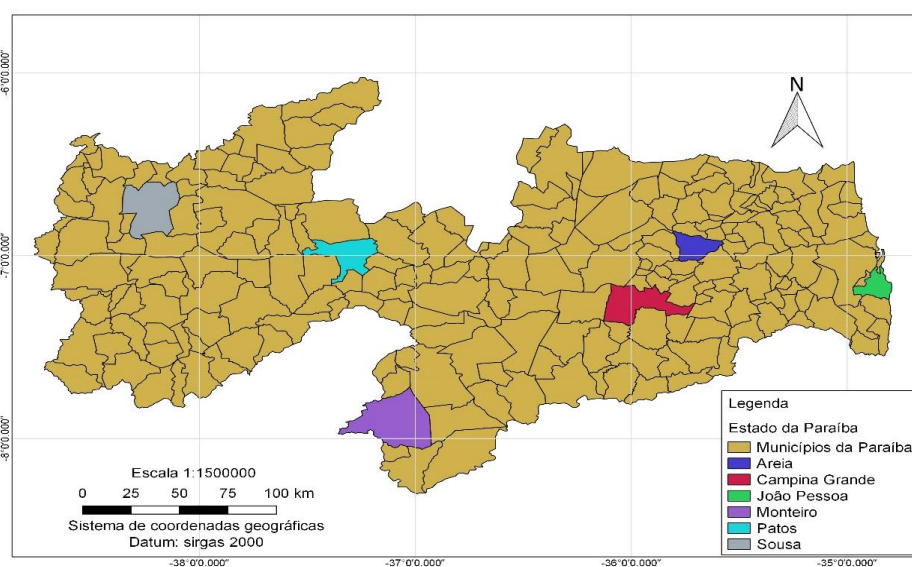 -6°0'0.000"
-7°0'0.000"
-8°0'0.000"
N
Escala 1:1500000
0 25 50 75 100 km
Sistema de coordenadas geográficas
Datum: sirgas 2000
Legenda
Estado da Paraíba
Municípios da Paraíba
Areia
Campina Grande
João Pessoa
Monteiro
Patos
Sousa
-38°0'0.000"
-37°0'0.000"
-36°0'0.000"
-35°0'0.000"